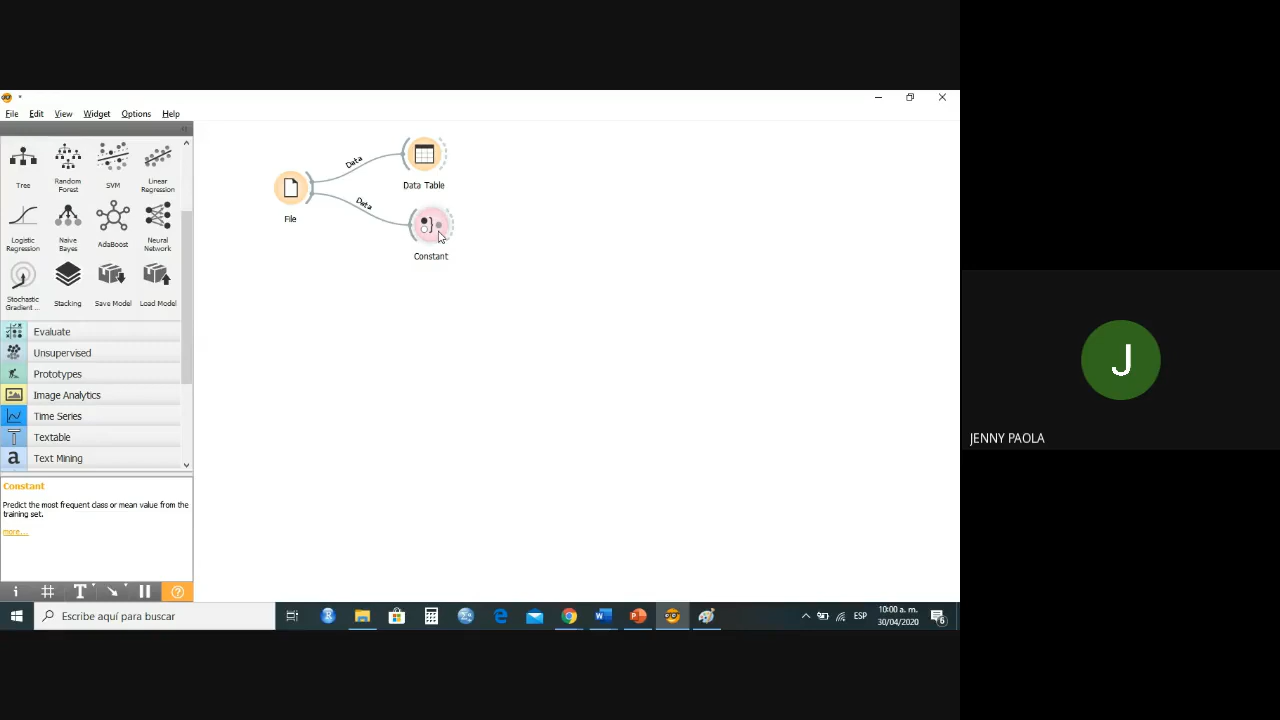 File Edit View Widget Options Help
Tree
Random
Forest
SVM
Linear
Regression
Logistic
Regression
Naive
Bayes
AdaBoost
Neural
Network
Stochastic
Gradient ...
Stacking
Save Model
Load Model
Evaluate
Unsupervised
Prototypes
Image Analytics
Time Series
Textable
a Text Mining
Constant
Predict the most frequent class or mean value from the
training set.
more...
File
Data
Data Table
Data
Constant
J
JENNY PAOLA
Escribe aquí para buscar
ESP
10:00 a. m.
30/04/2020
6